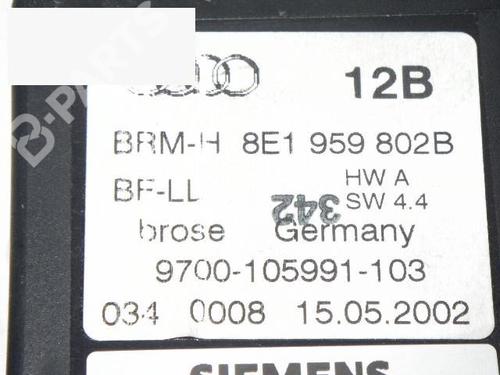 12B
BRM-H 8E1 959 802B
BF-LL HW A
342 SW 4.4
brose Germany
9700-105991-103
034 0008 15.05.2002
SIEMENS
B-PARTS